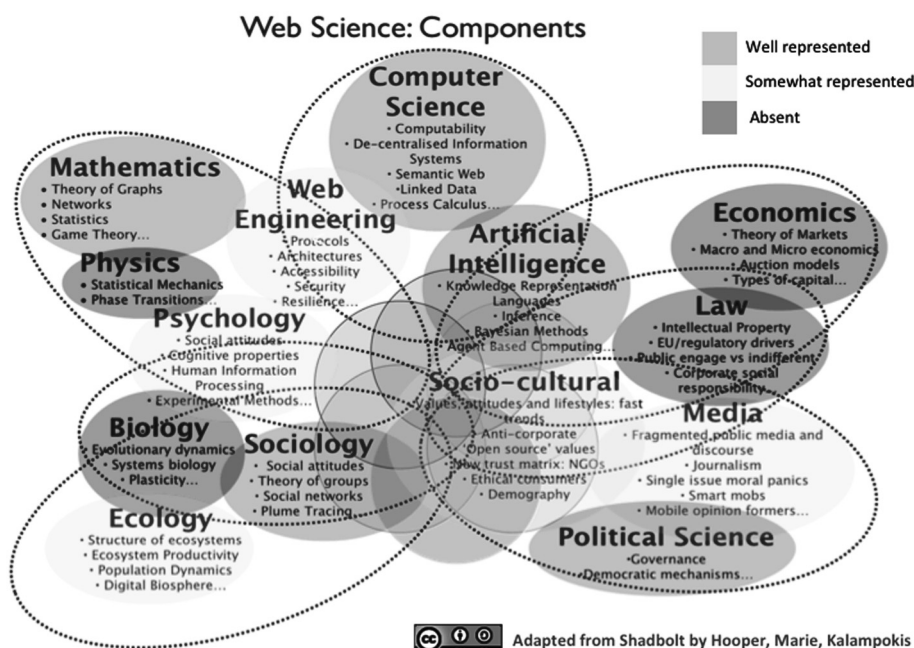 Web Science: Components
Well represented
Somewhat represented
Absent
Computer
Science
• Computability
• De-centralised Information
Systems
• Semantic Web
• Linked Data
• Process Calculus...
Mathematics
• Theory of Graphs
• Networks
• Statistics
• Game Theory...
Web
Engineering
• Protocols
• Architectures
• Accessibility
• Security
• Resilience...
Artificial
Intelligence
• Knowledge Representation
Languages
• Inference
• Bayesian Methods
• Agent Based Computing...
Economics
• Theory of Markets
• Macro and Micro economics
• Auction models
• Types of capital...
Physics
• Statistical Mechanics
• Phase Transitions...
Law
• Intellectual Property
• EU/regulatory drivers
Public engage vs indifferent
• Corporate social
responsibility...
Psychology
• Social attitudes
• Cognitive properties
• Human Information
Processing
• Experimental Methods...
Socio-cultural
Values, attitudes and lifestyles: fast
trends
• Anti-corporate
'Open source' values
• New trust matrix: NGOs
• Ethical consumers
• Demography
Media
• Fragmented public media and
discourse
• Journalism
• Single issue moral panics
• Smart mobs
• Mobile opinion formers...
Biology
• Evolutionary dynamics
• Systems biology
• Plasticity...
Sociology
• Social attitudes
• Theory of groups
• Social networks
• Plume Tracing...
Ecology
• Structure of ecosystems
• Ecosystem Productivity
• Population Dynamics
• Digital Biosphere...
Political Science
• Governance
Democratic mechanisms...
cc
Adapted from Shadbolt by Hooper, Marie, Kalampokis